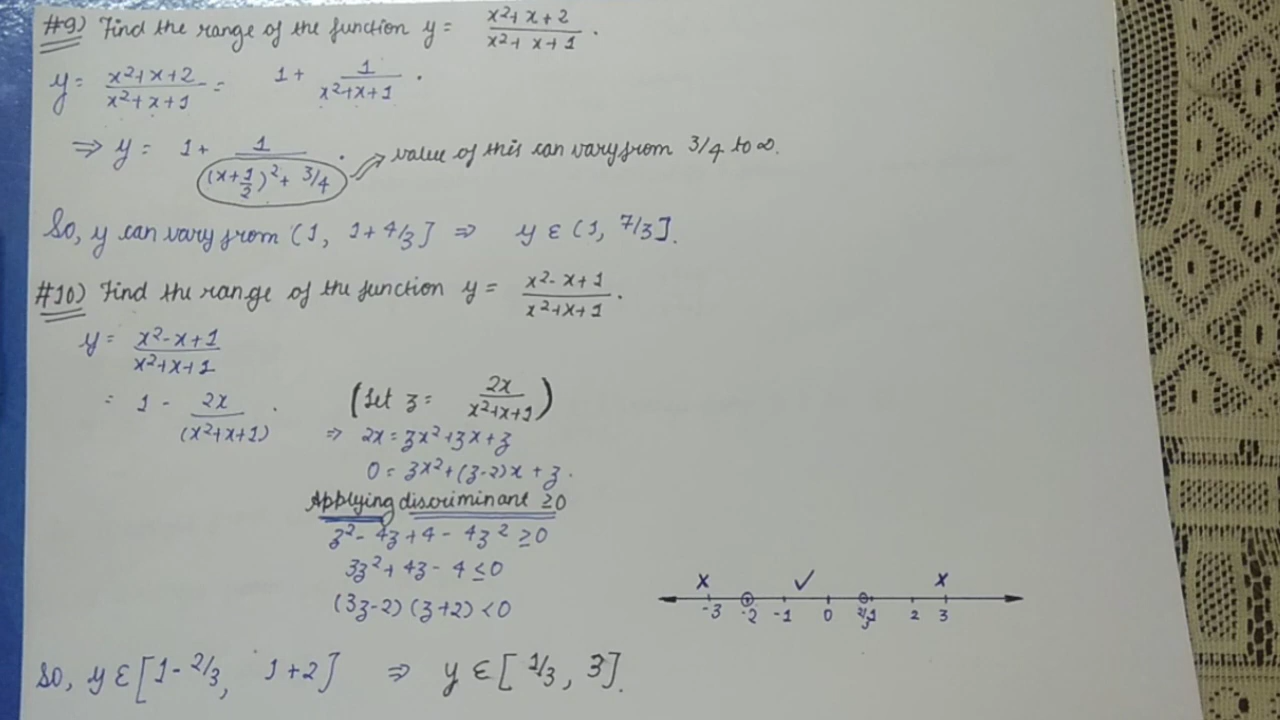 #9) Find the range of the function y = x²+x+2 / x²+x+1 .
y = x²+x+2 / x²+x+1 = 1 + 1 / x²+x+1 .
⇒ y = 1 + 1 / (x+1/2)² + 3/4 . → value of this can vary from 3/4 to ∞.
So, y can vary from (1, 1+4/3] ⇒ y ε (1, 7/3].
#10) Find the range of the function y = x²-x+1 / x²+x+1 .
y = x²-x+1 / x²+x+1
= 1 - 2x / (x²+x+1) . (Let z = 2x / x²+x+1)
⇒ 2x = zx²+zx+z
0 = zx²+(z-2)x+z .
Applying discriminant ≥0
z²-4z+4-4z² ≥0
3z²+4z-4 ≤0
(3z-2)(z+2)<0
x ✓ x
-3 -2 -1 0 2/3 1 2 3
So, y ε [1-2/3, 1+2] ⇒ y ε [1/3, 3].